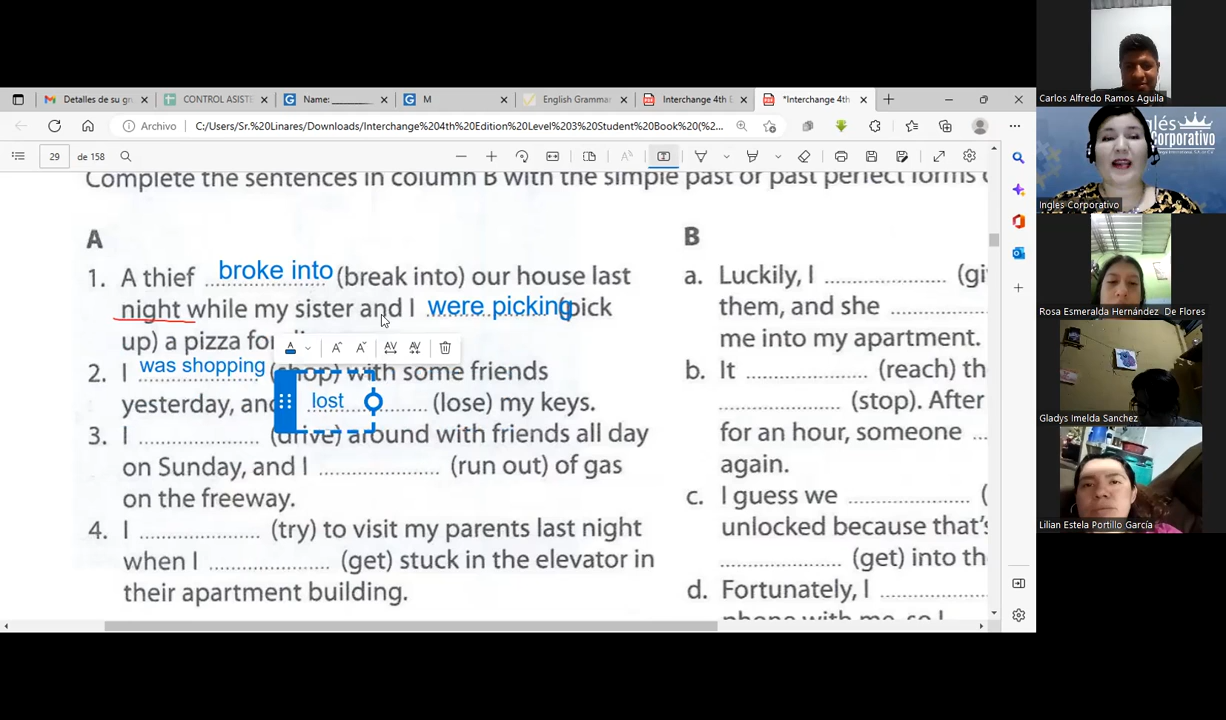 Detalles de su gr
CONTROL ASIST
Name: ________
M
English Grammar
Interchange 4th E
*Interchange 4th
Archivo
C:/Users/Sr.%20Linares/Downloads/Interchange%204th%20Edition%20Level%203%20Student%20Book%20(%2...
29
de 158
Complete the sentences in column B with the simple past or past perfect forms
A
1. A thief broke into (break into) our house last
night while my sister and I were picking (pick
up) a pizza for
2. I was shopping (shop) with some friends
yesterday, and lost (lose) my keys.
3. I (drive) around with friends all day
on Sunday, and I (run out) of gas
on the freeway.
4. I (try) to visit my parents last night
when I (get) stuck in the elevator in
their apartment building.
B
a. Luckily, I (gi
them, and she
me into my apartment.
b. It (reach) th
(stop). After
for an hour, someone
again.
c. I guess we (
unlocked because that's
(get) into th
d. Fortunately, I
phone with me, so I
Carlos Alfredo Ramos Aguila
Inglés
Corporativo
Ingles Corporativo
Rosa Esmeralda Hernández De Flores
Gladys Imelda Sanchez
Lilian Estela Portillo García